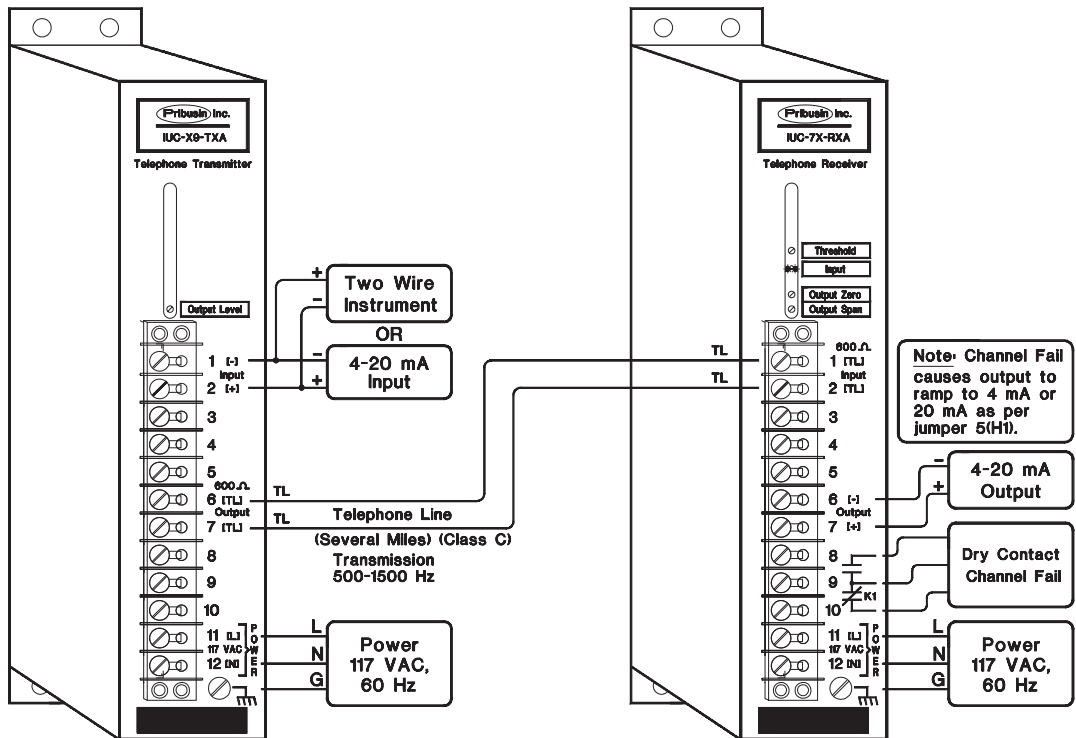 Pribusin Inc.
IUC-X9-TXA
Telephone Transmitter
Output Level
1 [-]
Input
2 [+]
3
4
5
600 Ω
6 [TL]
Output
7 [TL]
8
9
10
11 [L]
117 VAC
12 [N]
POWER
+
-
Two Wire
Instrument
OR
-
+
4-20 mA
Input
TL
TL
Telephone Line
(Several Miles) (Class C)
Transmission
500-1500 Hz
L
N
G
Power
117 VAC,
60 Hz
Pribusin Inc.
IUC-7X-RXA
Telephone Receiver
Threshold
Input
Output Zero
Output Span
TL
TL
600 Ω
1 [TL]
Input
2 [TL]
3
4
5
6 [-]
Output
7 [+]
8
9
10
K1
11 [L]
117 VAC
12 [N]
POWER
Note: Channel Fail
causes output to
ramp to 4 mA or
20 mA as per
jumper 5(H1).
-
+
4-20 mA
Output
Dry Contact
Channel Fail
L
N
G
Power
117 VAC,
60 Hz